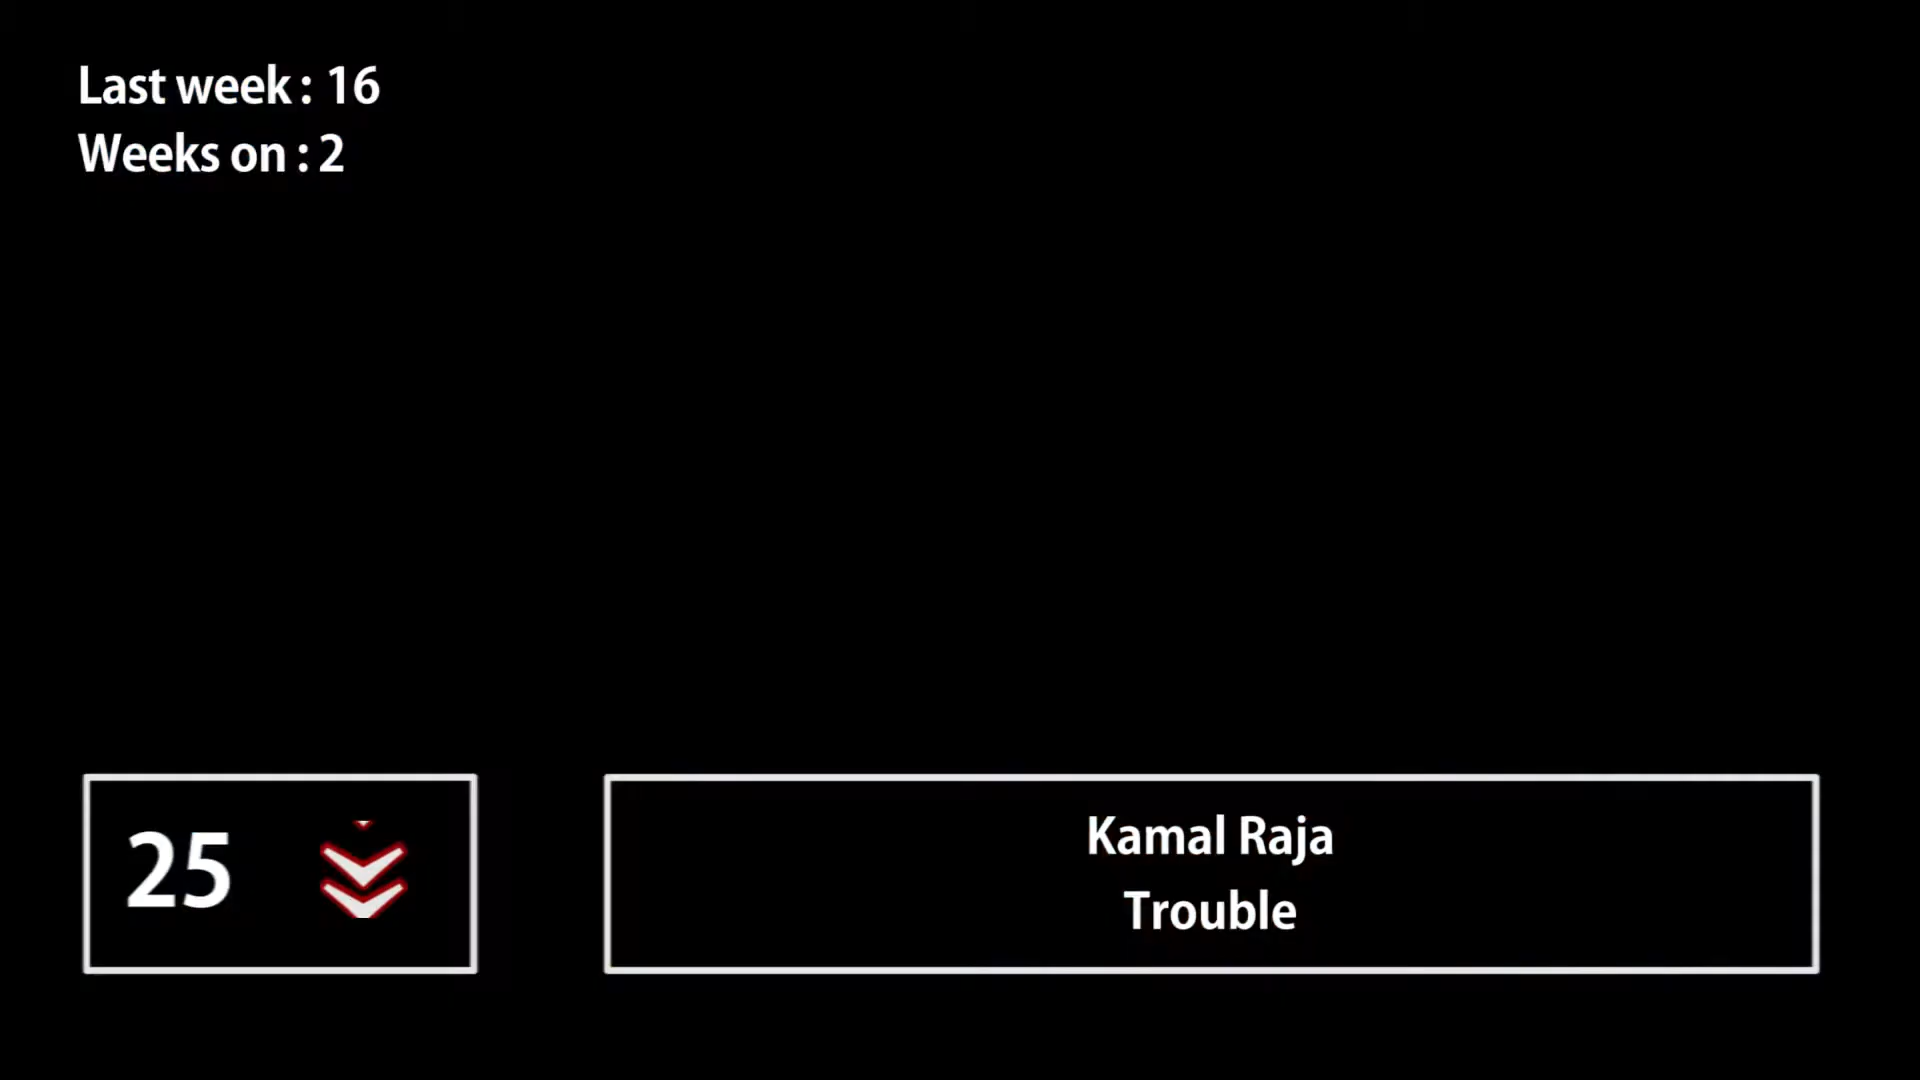 Last week : 16
Weeks on : 2
25
Kamal Raja
Trouble